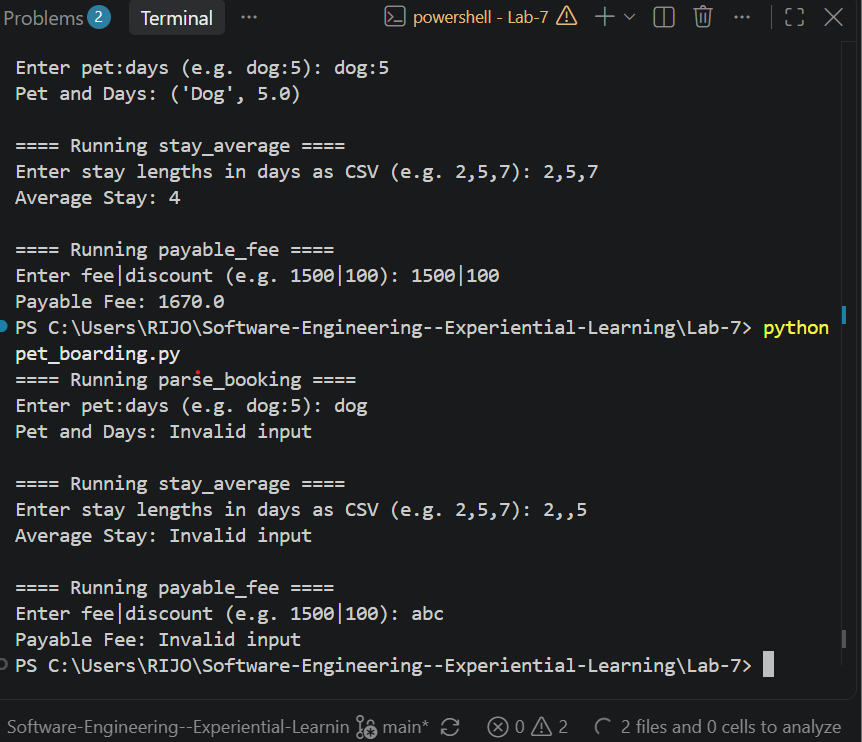 Problems 2 Terminal ... powershell - Lab-7
Enter pet:days (e.g. dog:5): dog:5
Pet and Days: ('Dog', 5.0)
==== Running stay_average ====
Enter stay lengths in days as CSV (e.g. 2,5,7): 2,5,7
Average Stay: 4
==== Running payable_fee ====
Enter fee|discount (e.g. 1500|100): 1500|100
Payable Fee: 1670.0
PS C:\Users\RIJO\Software-Engineering--Experiential-Learning\Lab-7> python
pet_boarding.py
==== Running parse_booking ====
Enter pet:days (e.g. dog:5): dog
Pet and Days: Invalid input
==== Running stay_average ====
Enter stay lengths in days as CSV (e.g. 2,5,7): 2,,5
Average Stay: Invalid input
==== Running payable_fee ====
Enter fee|discount (e.g. 1500|100): abc
Payable Fee: Invalid input
PS C:\Users\RIJO\Software-Engineering--Experiential-Learning\Lab-7>
Software-Engineering--Experiential-Learnin main* 0 2 2 files and 0 cells to analyze